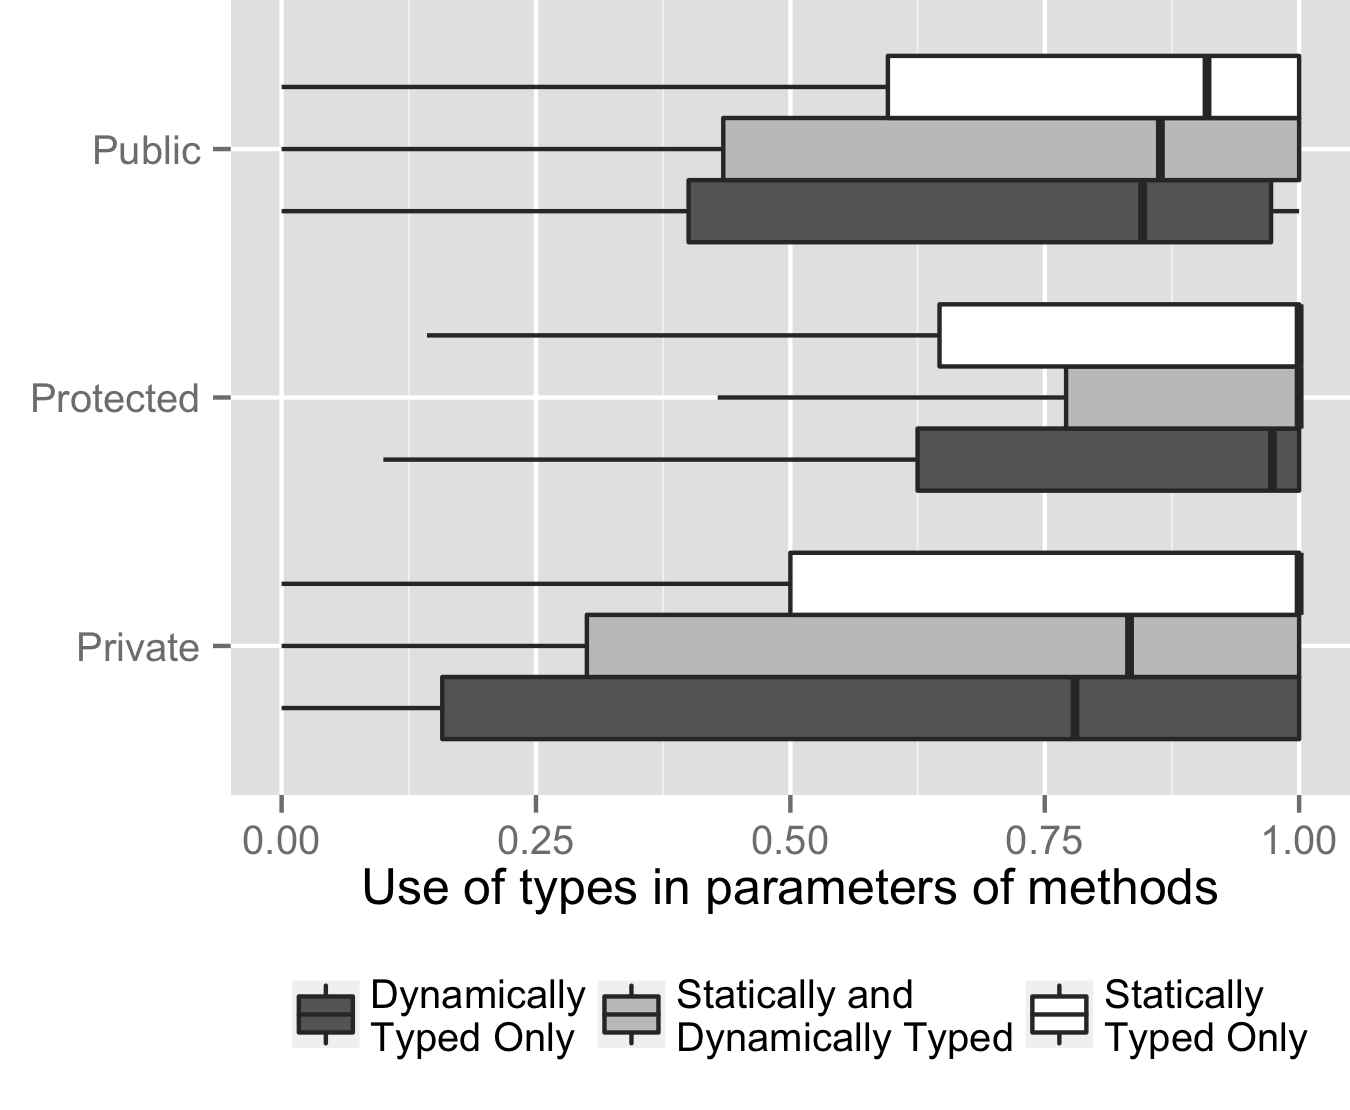 Public
Protected
Private
0.00 0.25 0.50 0.75 1.00
Use of types in parameters of methods
Dynamically Typed Only
Statically and Dynamically Typed
Statically Typed Only